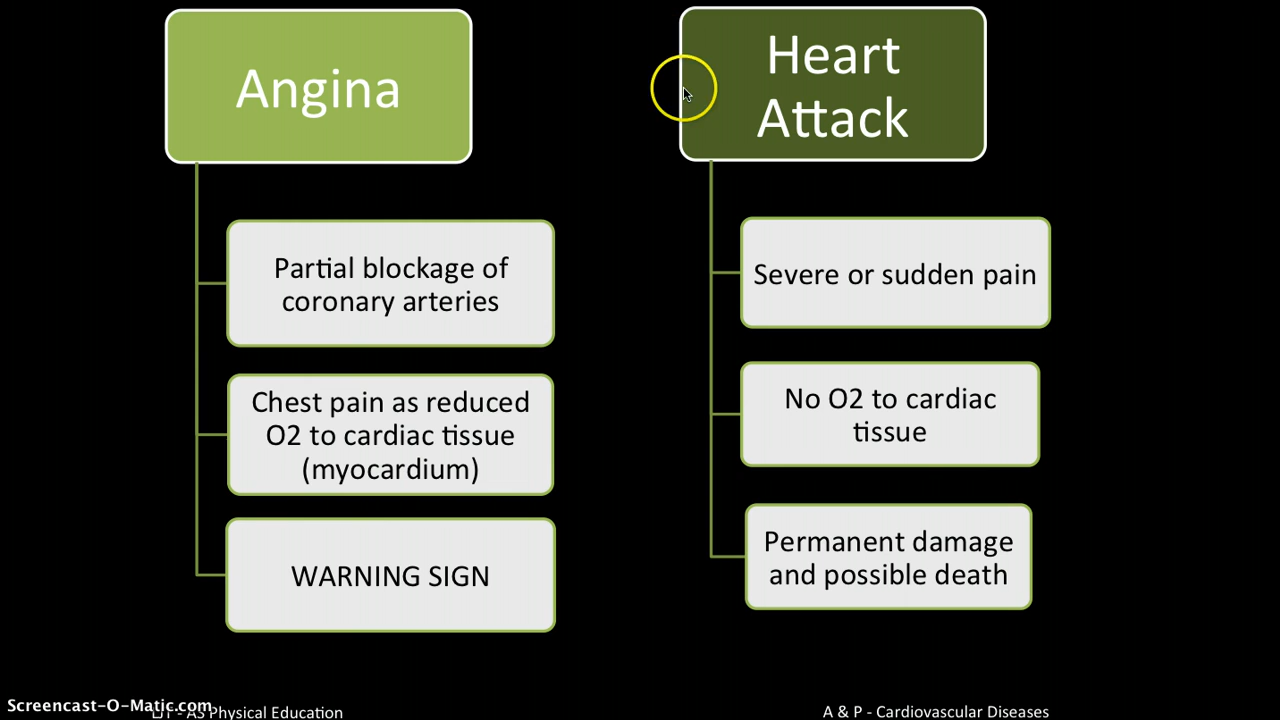 Angina
Partial blockage of
coronary arteries
Chest pain as reduced
O2 to cardiac tissue
(myocardium)
WARNING SIGN
Heart
Attack
Severe or sudden pain
No O2 to cardiac
tissue
Permanent damage
and possible death
Screencast-O-Matic.com
- AS Physical Education
A & P - Cardiovascular Diseases